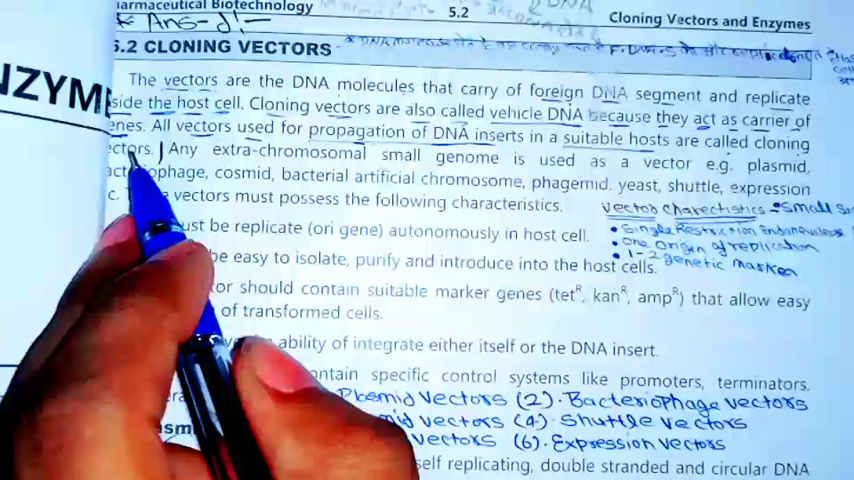 armaceutical Biotechnology
5.2
Cloning Vectors and Enzymes
Ans-
5.2 CLONING VECTORS
NZYM
The vectors are the DNA molecules that carry of foreign DNA segment and replicate
side the host cell. Cloning vectors are also called vehicle DNA because they act as carrier of
enes. All vectors used for propagation of DNA inserts in a suitable hosts are called cloning
ectors. Any extra-chromosomal small genome is used as a vector e.g. plasmid,
phage, cosmid, bacterial artificial chromosome, phagemid, yeast, shuttle, expression
c. vectors must possess the following characteristics.
vector charectistics - small si
ust be replicate (ori gene) autonomously in host cell.
• Single Restriction Endonucleus
• one origin of replication
be easy to isolate, purify and introduce into the host cells.
• 1-2 genetic marker
tor should contain suitable marker genes (tetᴿ, kanᴿ, ampᴿ) that allow easy
of transformed cells.
ability of integrate either itself or the DNA insert.
ntain specific control systems like promoters, terminators.
Plasmid vectors (2). Bacteriophage vectors
mid vectors (4). Shuttle vectors
vectors (6). Expression vectors
asm
self replicating, double stranded and circular DNA